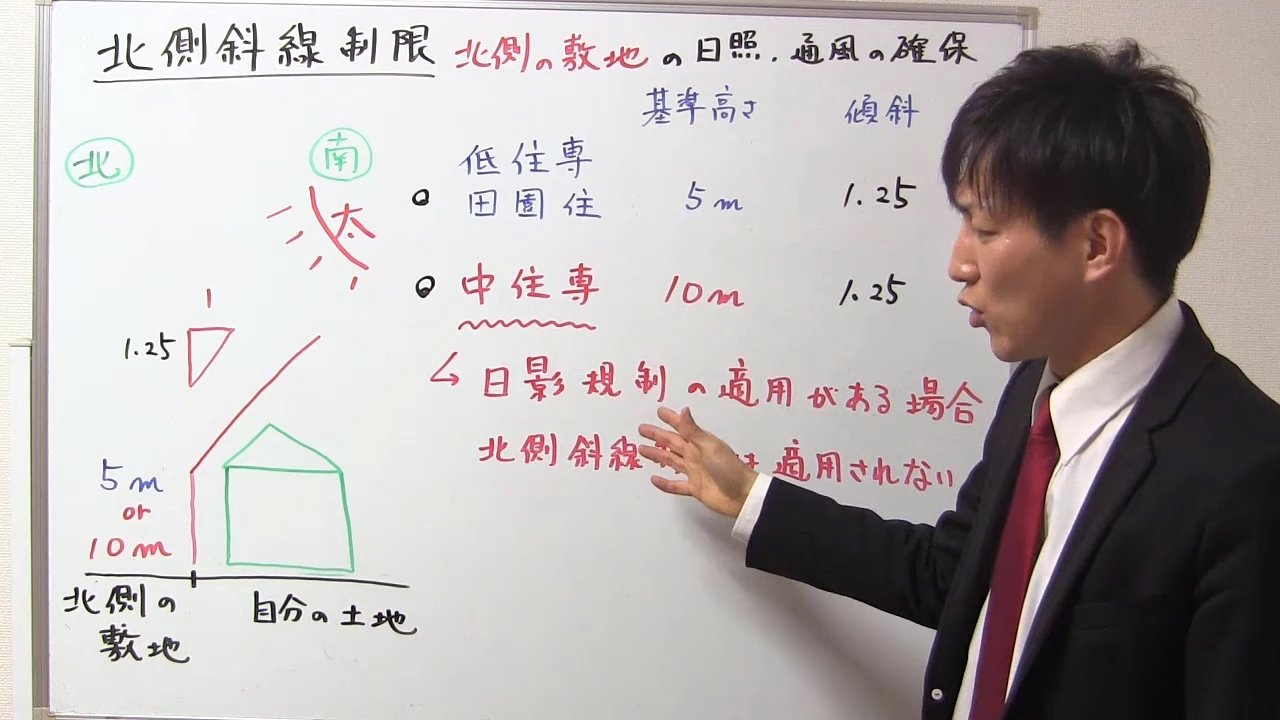 北側斜線制限 北側の敷地の日照.通風の確保
基準高さ 傾斜
北 南
低住専
田園住 5m 1.25
太
中住専 10m 1.25
1
1.25
↳ 日影規制の適用がある場合
北側斜線 は適用されない
5m
or
10m
北側の
敷地
自分の土地